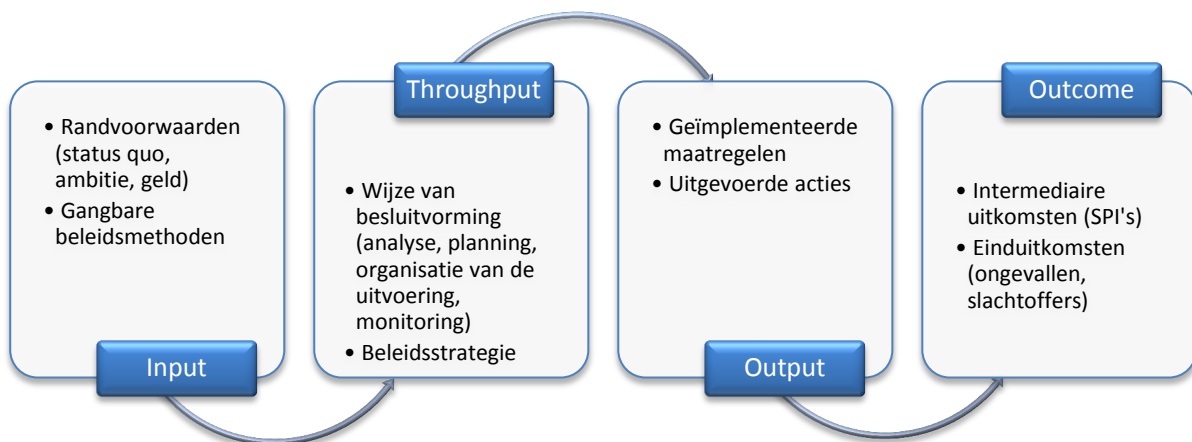 • Randvoorwaarden
(status quo,
ambitie, geld)
• Gangbare
beleidsmethoden
Input
Throughput
• Wijze van
besluitvorming
(analyse, planning,
organisatie van de
uitvoering,
monitoring)
• Beleidsstrategie
• Geïmplementeerde
maatregelen
• Uitgevoerde acties
Output
Outcome
• Intermediaire
uitkomsten (SPI's)
• Einduitkomsten
(ongevallen,
slachtoffers)